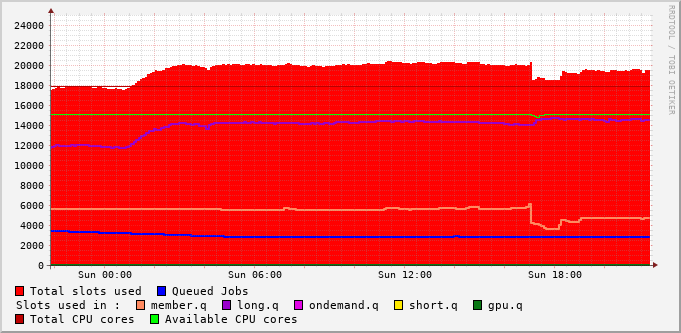 24000
22000
20000
18000
16000
14000
12000
10000
8000
6000
4000
2000
0
Sun 00:00 Sun 06:00 Sun 12:00 Sun 18:00
RRDTOOL / TOBI OETIKER
Total slots used Queued Jobs
Slots used in : member.q long.q ondemand.q short.q gpu.q
Total CPU cores Available CPU cores